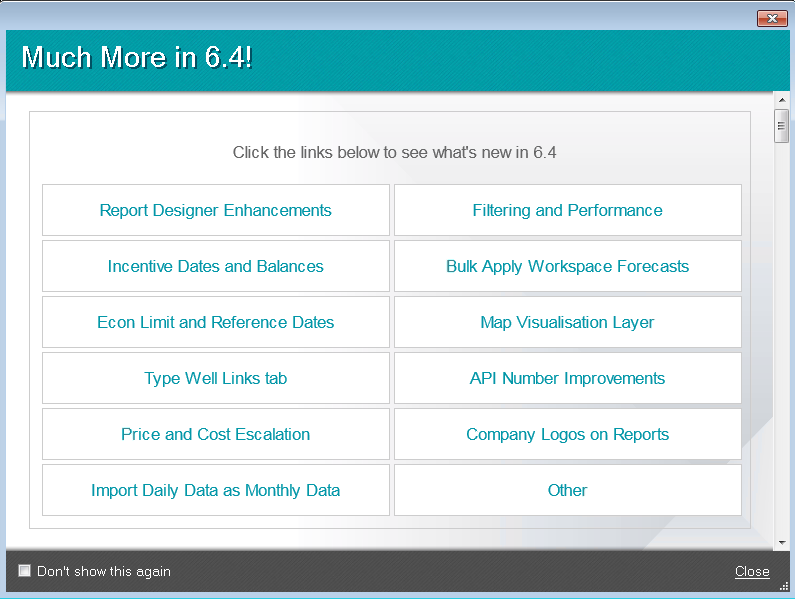 Much More in 6.4!
Click the links below to see what's new in 6.4
Report Designer Enhancements
Filtering and Performance
Incentive Dates and Balances
Bulk Apply Workspace Forecasts
Econ Limit and Reference Dates
Map Visualisation Layer
Type Well Links tab
API Number Improvements
Price and Cost Escalation
Company Logos on Reports
Import Daily Data as Monthly Data
Other
Don't show this again
Close